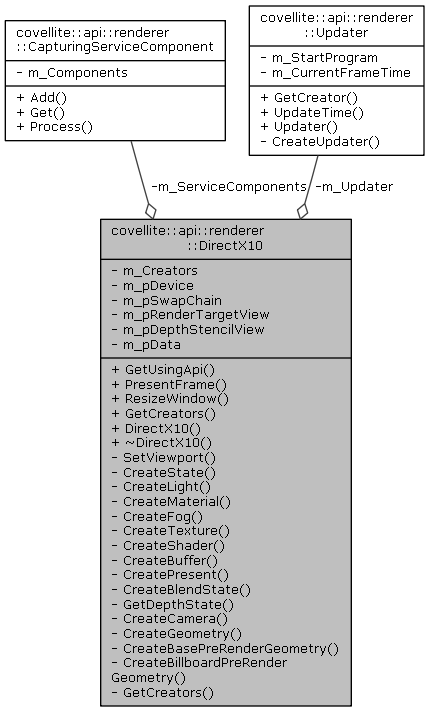 covellite::api::renderer
::CapturingServiceComponent
- m_Components
+ Add()
+ Get()
+ Process()
covellite::api::renderer
::Updater
- m_StartProgram
- m_CurrentFrameTime
+ GetCreator()
+ UpdateTime()
+ Updater()
- CreateUpdater()
-m_ServiceComponents
-m_Updater
covellite::api::renderer
::DirectX10
- m_Creators
- m_pDevice
- m_pSwapChain
- m_pRenderTargetView
- m_pDepthStencilView
- m_pData
+ GetUsingApi()
+ PresentFrame()
+ ResizeWindow()
+ GetCreators()
+ DirectX10()
+ ~DirectX10()
- SetViewport()
- CreateState()
- CreateLight()
- CreateMaterial()
- CreateFog()
- CreateTexture()
- CreateShader()
- CreateBuffer()
- CreatePresent()
- CreateBlendState()
- GetDepthState()
- CreateCamera()
- CreateGeometry()
- CreateBasePreRenderGeometry()
- CreateBillboardPreRender
Geometry()
- GetCreators()